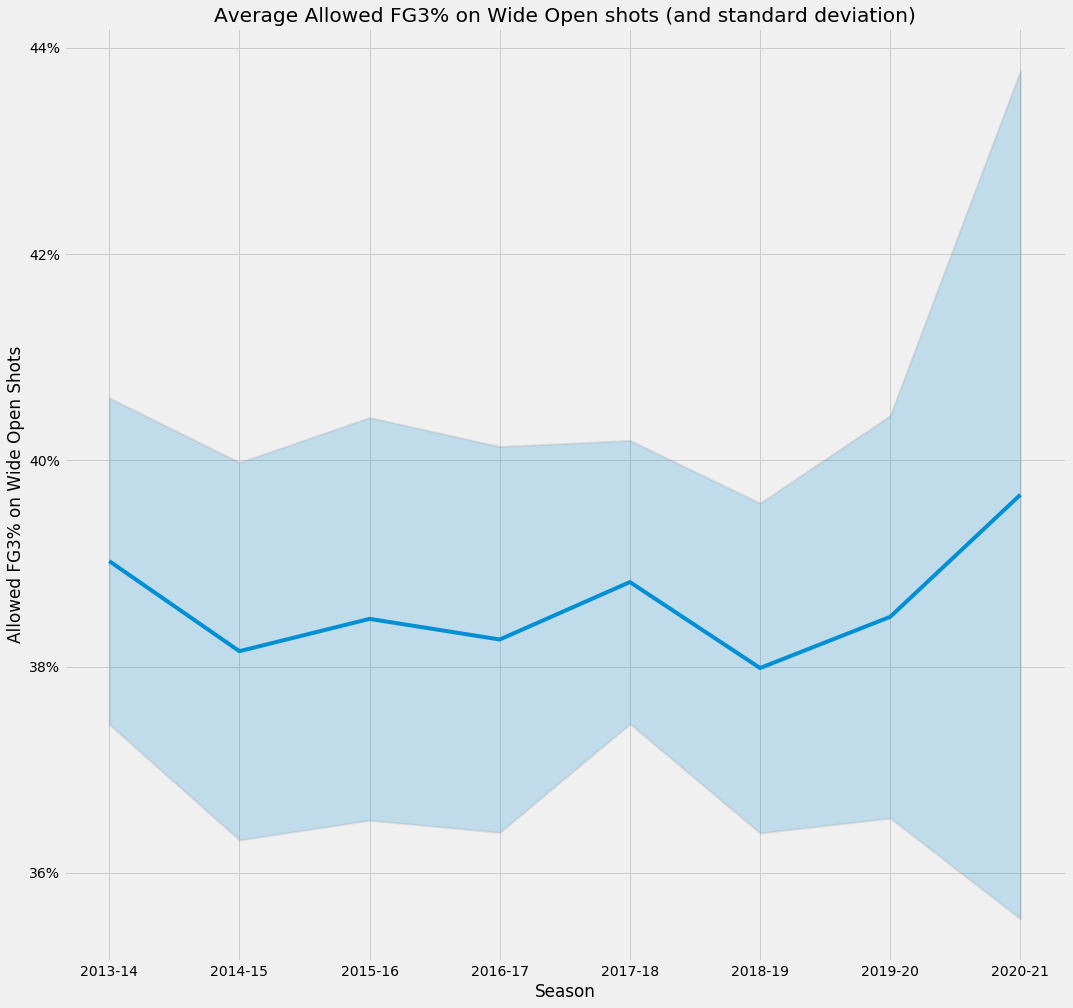 Average Allowed FG3% on Wide Open shots (and standard deviation)
44%
42%
40%
38%
36%
Allowed FG3% on Wide Open Shots
2013-14 2014-15 2015-16 2016-17 2017-18 2018-19 2019-20 2020-21
Season